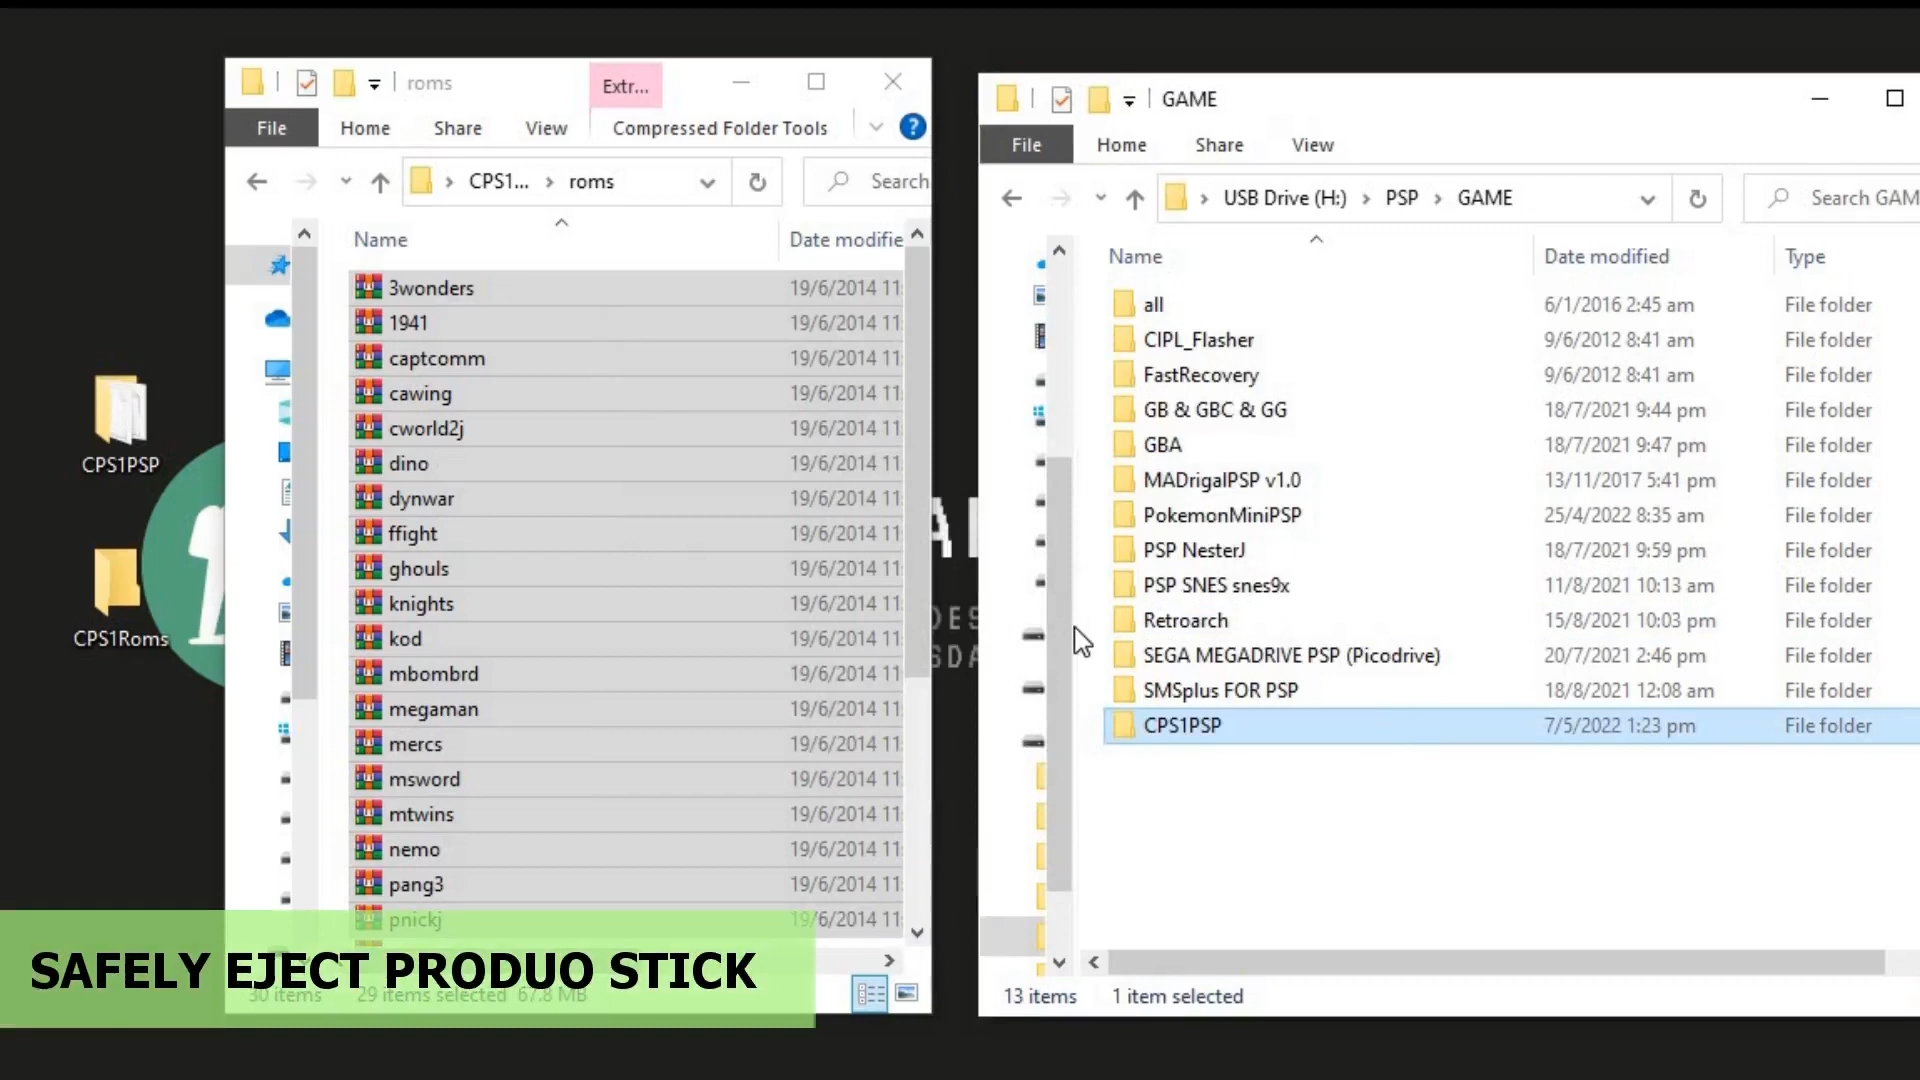 roms
Extr...
File
Home
Share
View
Compressed Folder Tools
?
CPS1...
roms
Search
Name
Date modifie
3wonders 19/6/2014 11:
1941 19/6/2014 11:
captcomm 19/6/2014 11:
cawing 19/6/2014 11:
cworld2j 19/6/2014 11:
dino 19/6/2014 11:
dynwar 19/6/2014 11:
ffight 19/6/2014 11:
ghouls 19/6/2014 11:
knights 19/6/2014 11:
kod 19/6/2014 11:
mbombrd 19/6/2014 11:
megaman 19/6/2014 11:
mercs 19/6/2014 11:
msword 19/6/2014 11:
mtwins 19/6/2014 11:
nemo 19/6/2014 11:
pang3 19/6/2014 11:
pnickj 19/6/2014 11:
30 items 29 items selected 67.8 MB
CPS1PSP
CPS1Roms
SAFELY EJECT PRODUO STICK
GAME
File
Home
Share
View
USB Drive (H:) PSP GAME
Search GAM
Name Date modified Type
all 6/1/2016 2:45 am File folder
CIPL_Flasher 9/6/2012 8:41 am File folder
FastRecovery 9/6/2012 8:41 am File folder
GB & GBC & GG 18/7/2021 9:44 pm File folder
GBA 18/7/2021 9:47 pm File folder
MADrigalPSP v1.0 13/11/2017 5:41 pm File folder
PokemonMiniPSP 25/4/2022 8:35 am File folder
PSP NesterJ 18/7/2021 9:59 pm File folder
PSP SNES snes9x 11/8/2021 10:13 am File folder
Retroarch 15/8/2021 10:03 pm File folder
SEGA MEGADRIVE PSP (Picodrive) 20/7/2021 2:46 pm File folder
SMSplus FOR PSP 18/8/2021 12:08 am File folder
CPS1PSP 7/5/2022 1:23 pm File folder
13 items 1 item selected